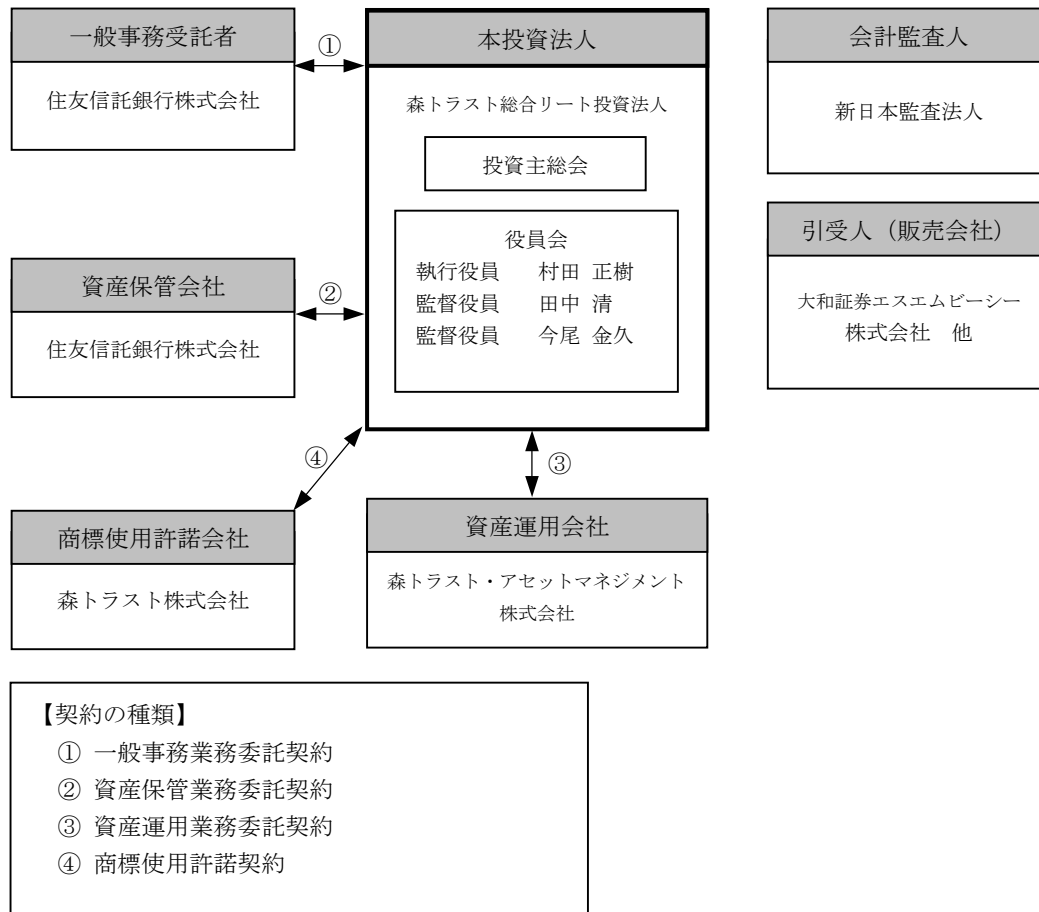 一般事務受託者
住友信託銀行株式会社
①
本投資法人
森トラスト総合リート投資法人
投資主総会
役員会
執行役員　村田 正樹
監督役員　田中 清
監督役員　今尾 金久
会計監査人
新日本監査法人
引受人（販売会社）
大和証券エスエムビーシー
株式会社　他
資産保管会社
住友信託銀行株式会社
②
④
③
商標使用許諾会社
森トラスト株式会社
資産運用会社
森トラスト・アセットマネジメント
株式会社
【契約の種類】
① 一般事務業務委託契約
② 資産保管業務委託契約
③ 資産運用業務委託契約
④ 商標使用許諾契約